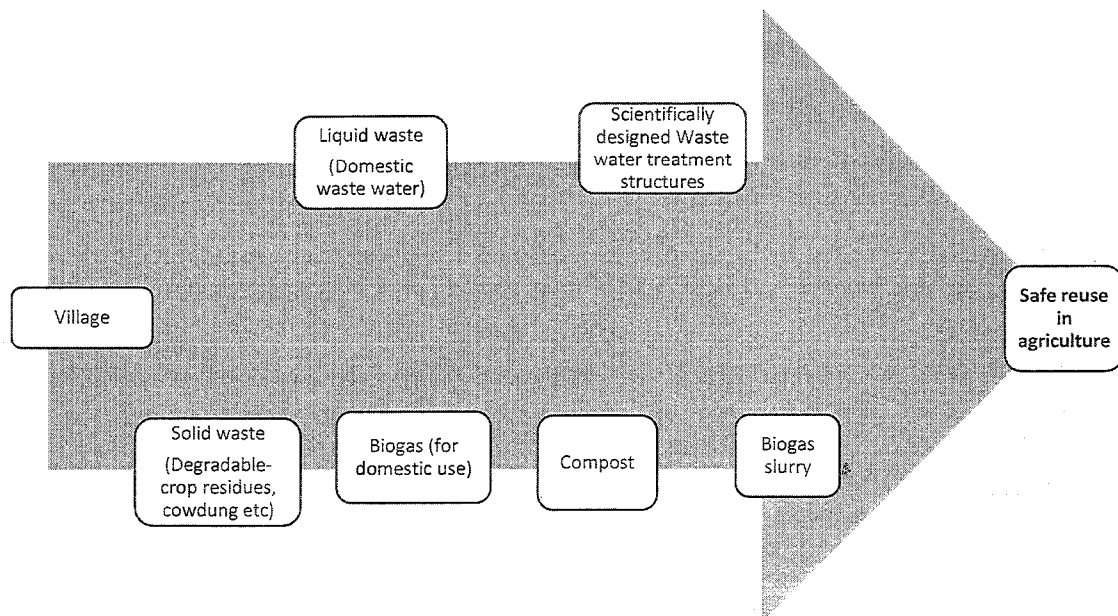 Liquid waste
(Domestic
waste water)
Scientifically
designed Waste
water treatment
structures
Village
Safe reuse
in
agriculture
Solid waste
(Degradable-
crop residues,
cowdung etc)
Biogas (for
domestic use)
Compost
Biogas
slurry
&